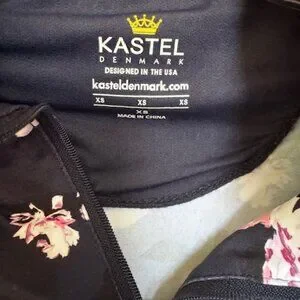 KASTEL
DENMARK
DESIGNED IN THE USA
kasteldenmark.com
XS XS XS
XS
MADE IN CHINA